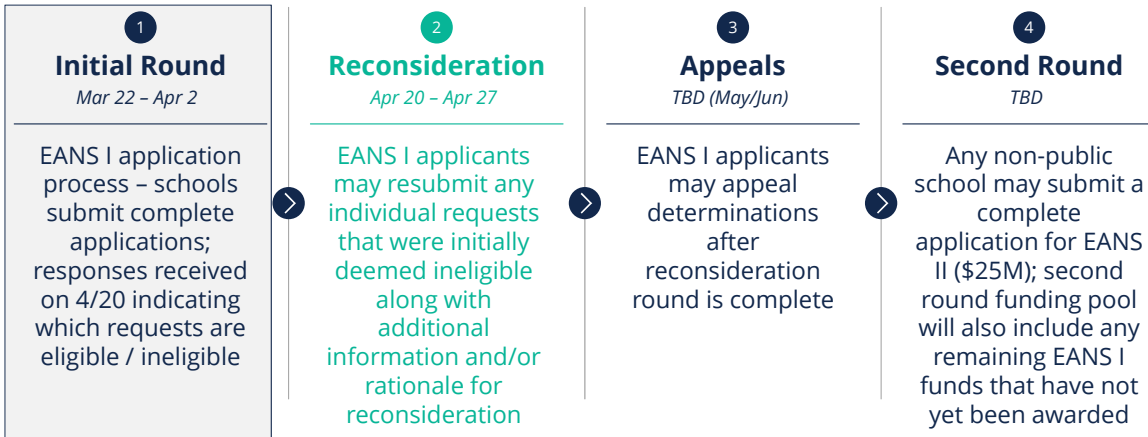 1
Initial Round
Mar 22 – Apr 2
EANS I application
process – schools
submit complete
applications;
responses received
on 4/20 indicating
which requests are
eligible / ineligible
2
Reconsideration
Apr 20 – Apr 27
EANS I applicants
may resubmit any
individual requests
that were initially
deemed ineligible
along with
additional
information and/or
rationale for
reconsideration
3
Appeals
TBD (May/Jun)
EANS I applicants
may appeal
determinations
after
reconsideration
round is complete
4
Second Round
TBD
Any non-public
school may submit a
complete
application for EANS
II ($25M); second
round funding pool
will also include any
remaining EANS I
funds that have not
yet been awarded